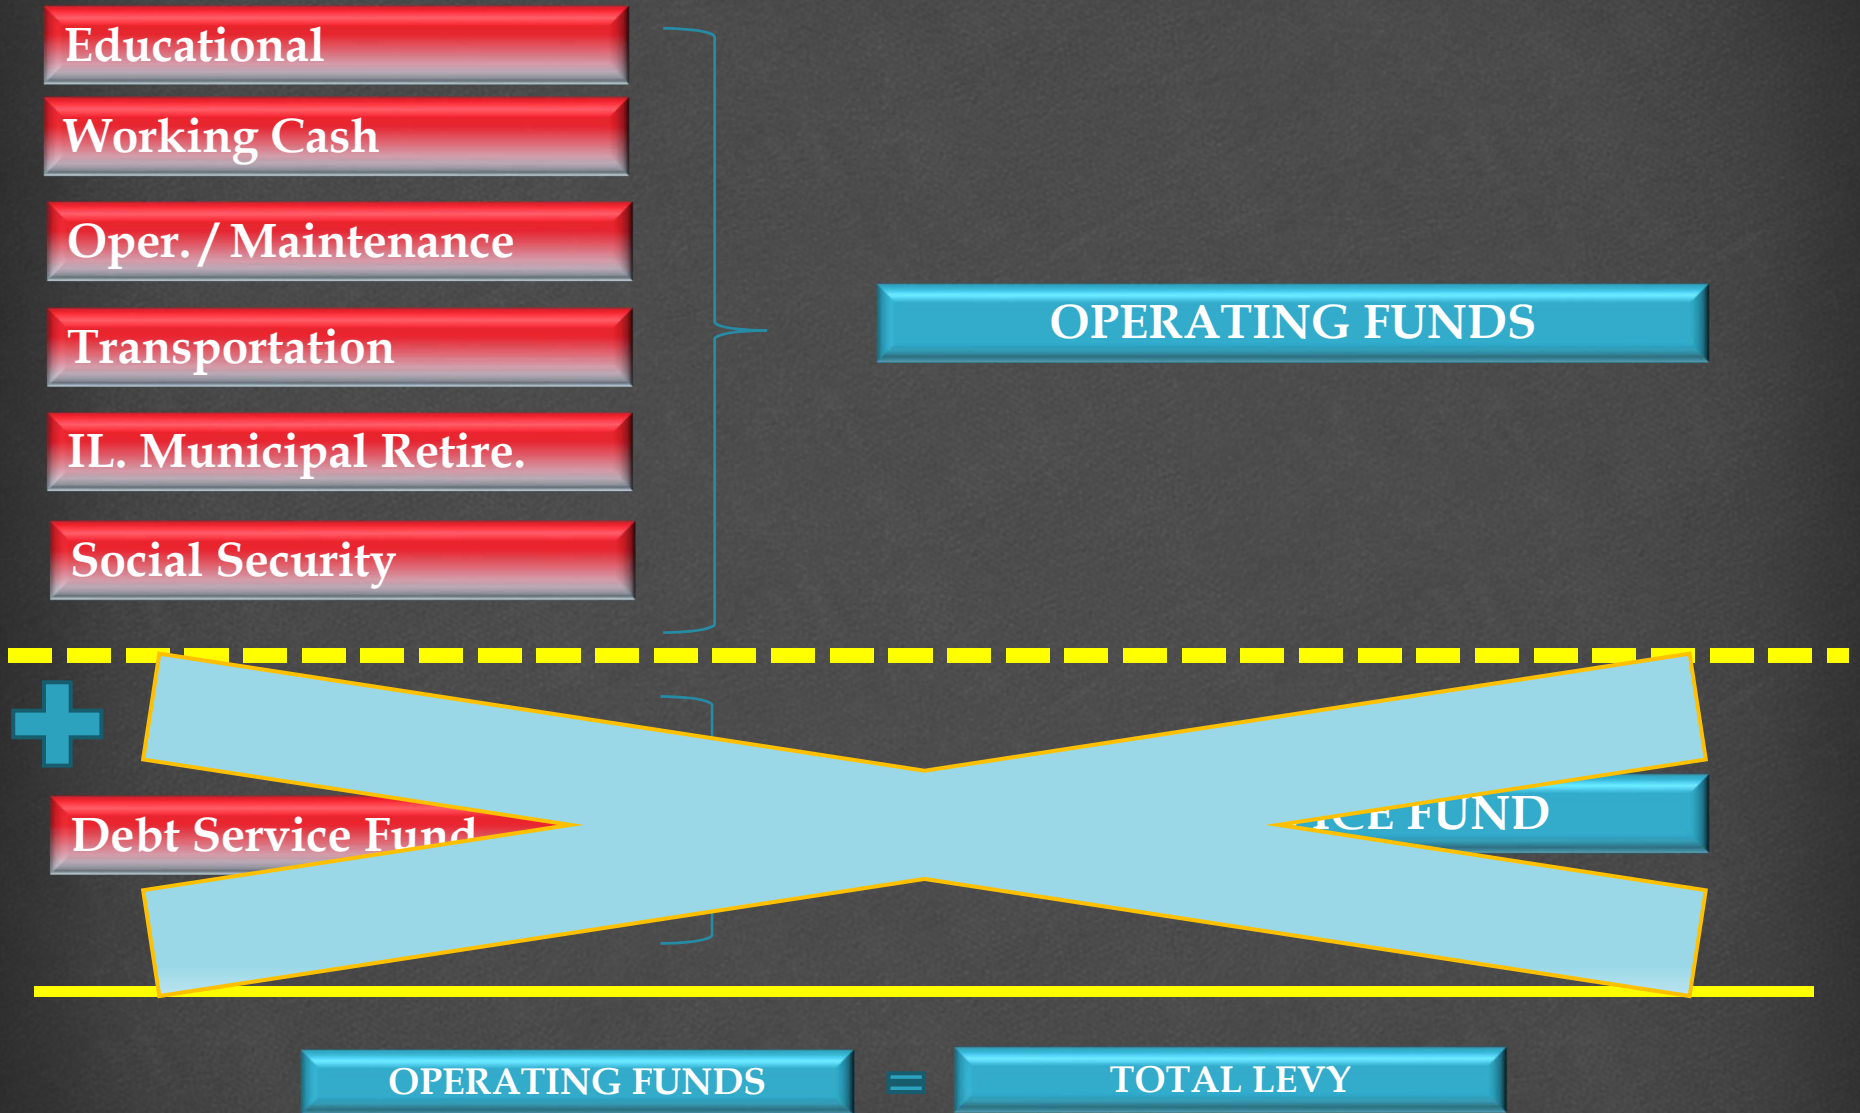 Educational
Working Cash
Oper. / Maintenance
Transportation
IL. Municipal Retire.
Social Security
OPERATING FUNDS
Debt Service Fund
FUND
OPERATING FUNDS = TOTAL LEVY